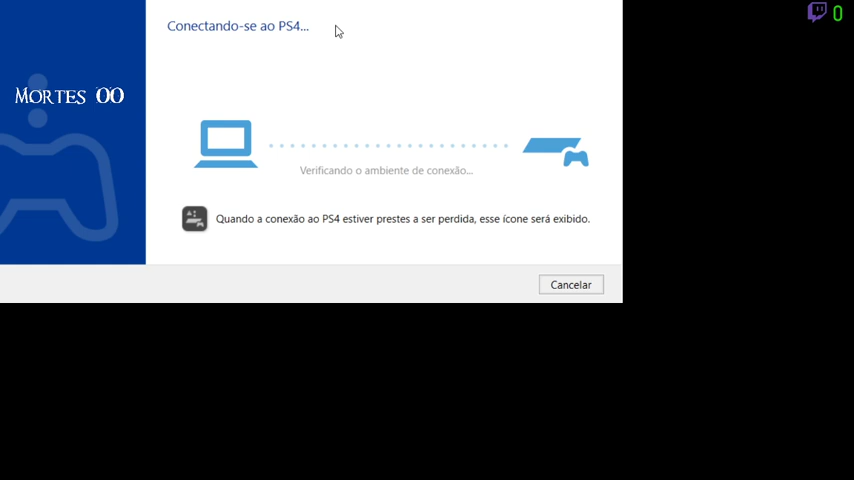 Conectando-se ao PS4...
0
Mortes 00
Verificando o ambiente de conexão...
Quando a conexão ao PS4 estiver prestes a ser perdida, esse ícone será exibido.
Cancelar